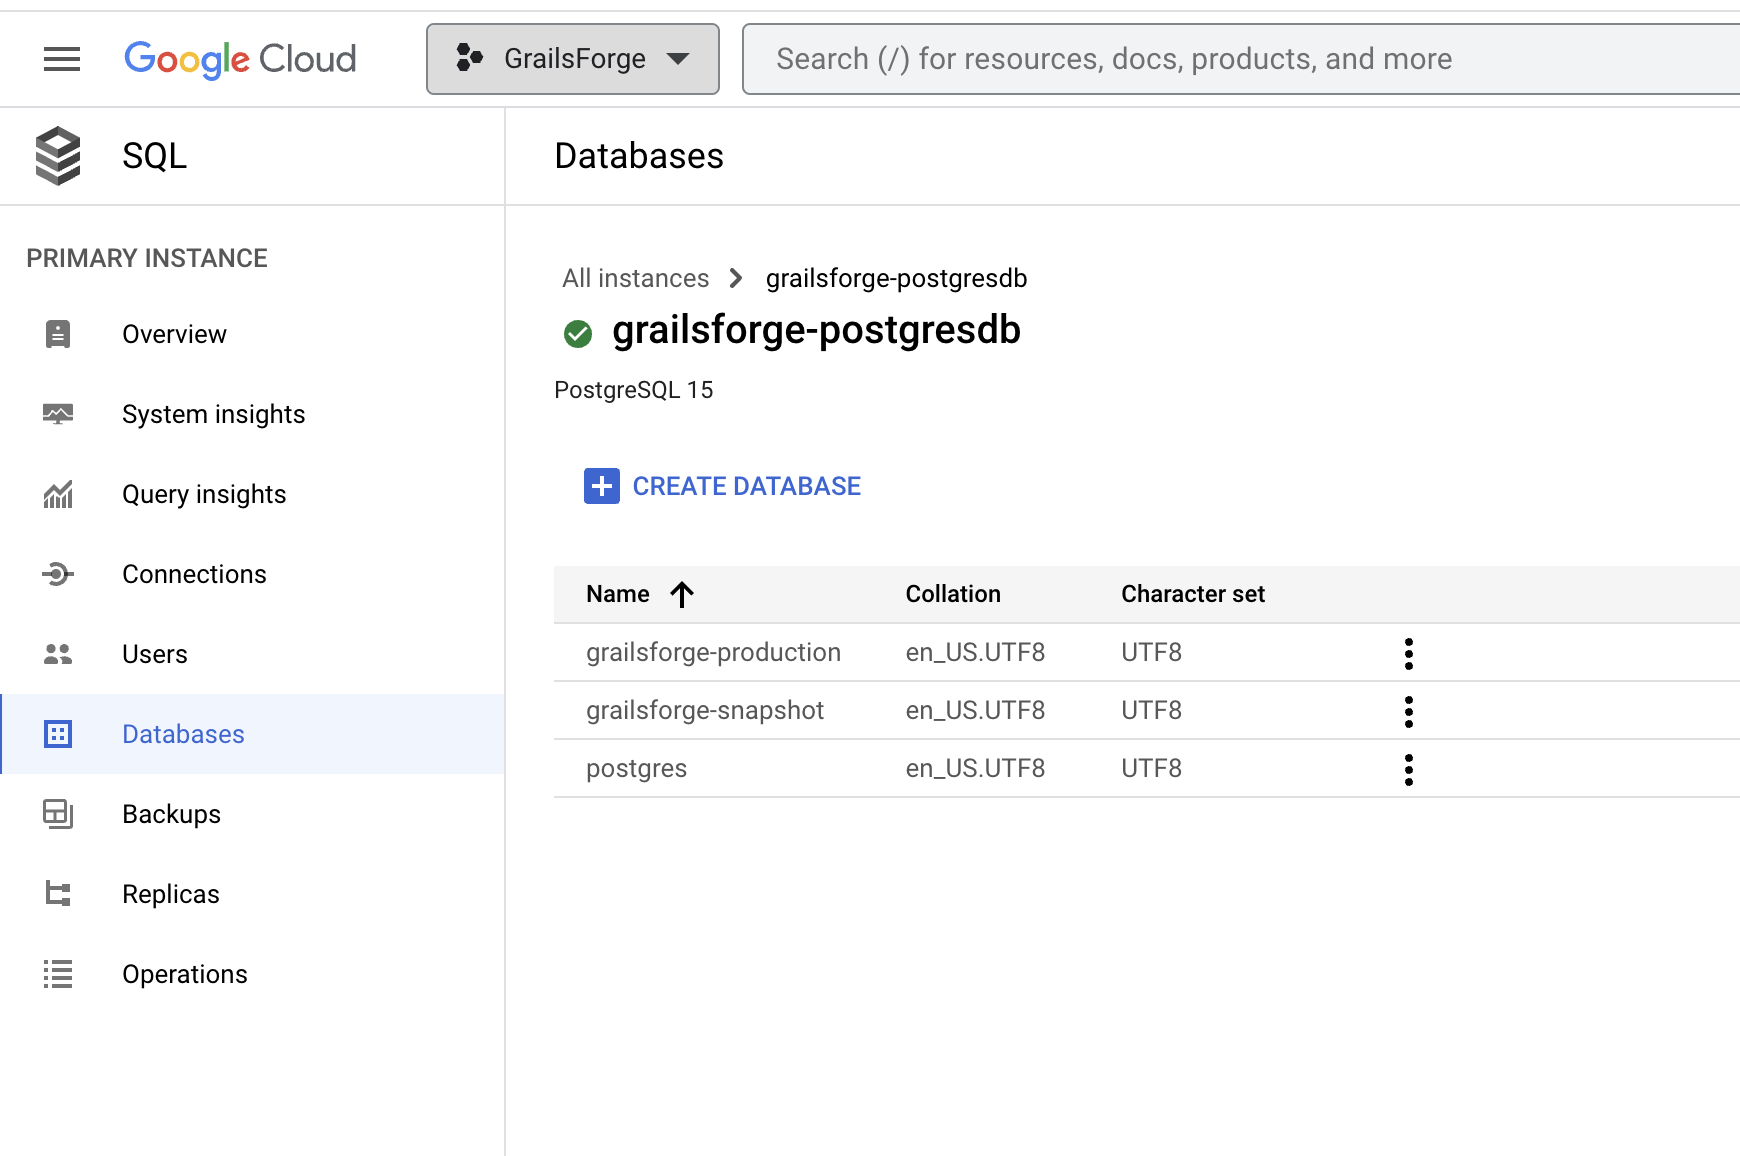 Google Cloud
GrailsForge
Search (/) for resources, docs, products, and more
SQL
Databases
PRIMARY INSTANCE
Overview
System insights
Query insights
Connections
Users
Databases
Backups
Replicas
Operations
All instances grailsforge-postgresdb
grailsforge-postgresdb
PostgreSQL 15
CREATE DATABASE
Name Collation Character set
grailsforge-production en_US.UTF8 UTF8
grailsforge-snapshot en_US.UTF8 UTF8
postgres en_US.UTF8 UTF8